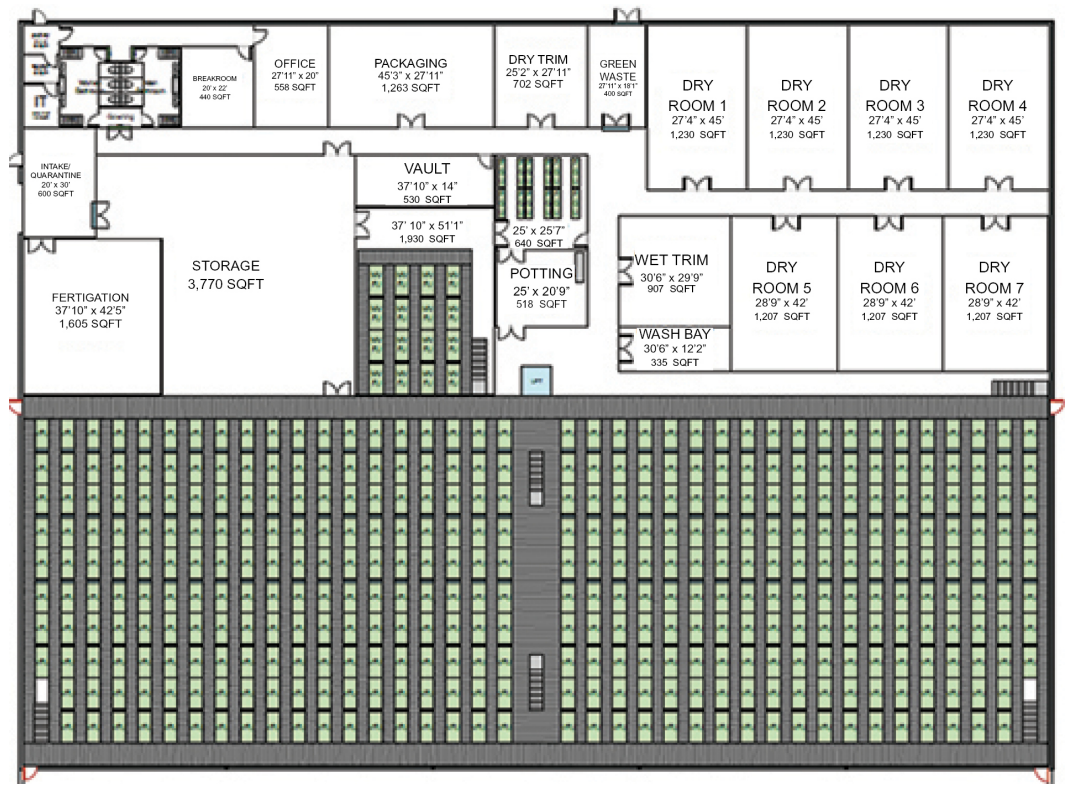 OFFICE
27'11" x 20"
558 SQFT
PACKAGING
45'3" x 27'11"
1,263 SQFT
DRY TRIM
25'2" x 27'11"
702 SQFT
GREEN
WASTE
27'11" x 18'1"
400 SQFT
BREAKROOM
20' x 22'
440 SQFT
IT
DRY
ROOM 1
27'4" x 45'
1,230 SQFT
DRY
ROOM 2
27'4" x 45'
1,230 SQFT
DRY
ROOM 3
27'4" x 45'
1,230 SQFT
DRY
ROOM 4
27'4" x 45'
1,230 SQFT
INTAKE/
QUARANTINE
20' x 30'
600 SQFT
VAULT
37'10" x 14"
530 SQFT
37' 10" x 51'1"
1,930 SQFT
25' x 25'7"
640 SQFT
POTTING
25' x 20'9"
518 SQFT
STORAGE
3,770 SQFT
FERTIGATION
37'10" x 42'5"
1,605 SQFT
WET TRIM
30'6" x 29'9"
907 SQFT
WASH BAY
30'6" x 12'2"
335 SQFT
DRY
ROOM 5
28'9" x 42'
1,207 SQFT
DRY
ROOM 6
28'9" x 42'
1,207 SQFT
DRY
ROOM 7
28'9" x 42'
1,207 SQFT
LIFT